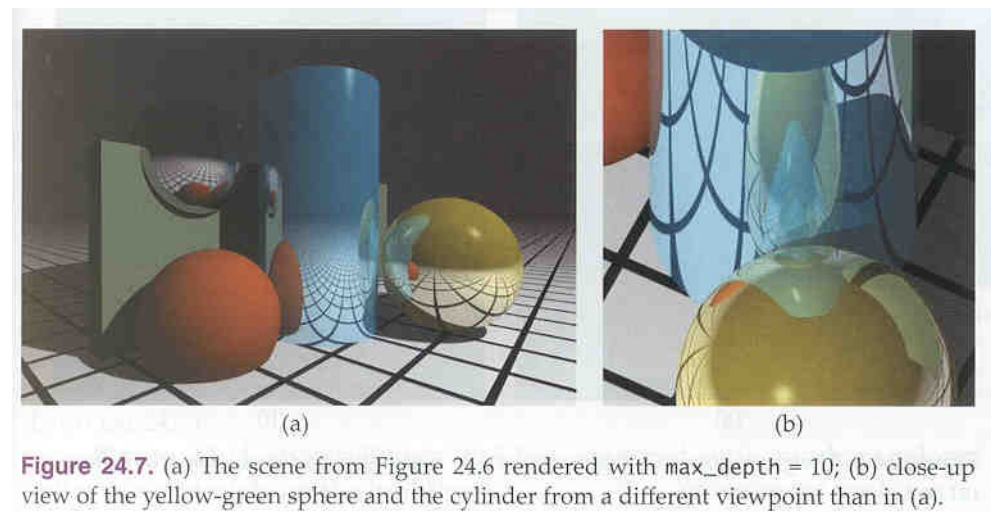 (a)
(b)
Figure 24.7. (a) The scene from Figure 24.6 rendered with max_depth = 10; (b) close-up
view of the yellow-green sphere and the cylinder from a different viewpoint than in (a).